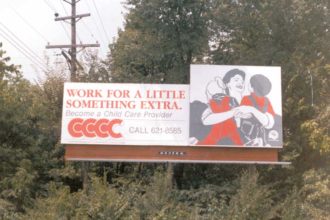 WORK FOR A LITTLE
SOMETHING EXTRA.
Become a Child Care Provider
CCCC CALL 621-8585